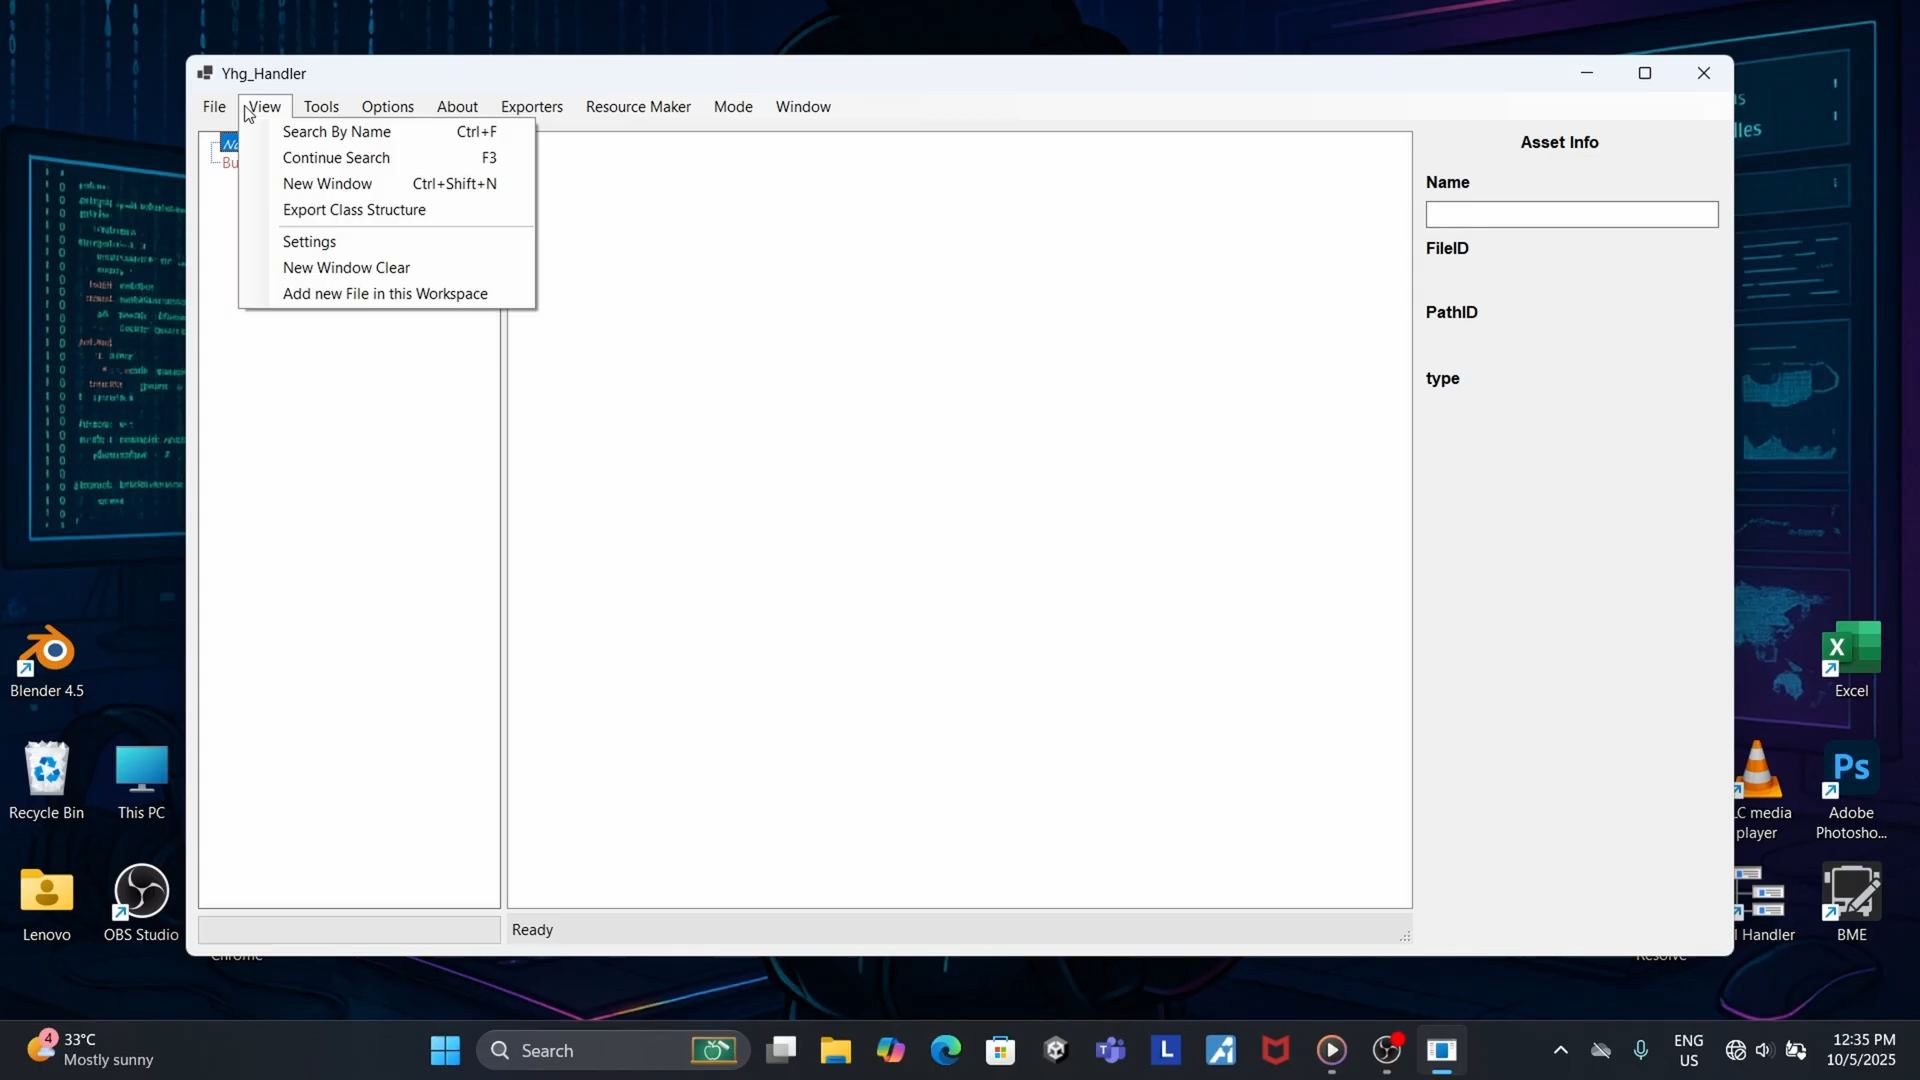 Yhg_Handler
File View Tools Options About Exporters Resource Maker Mode Window
Search By Name Ctrl+F
Continue Search F3
New Window Ctrl+Shift+N
Export Class Structure
Settings
New Window Clear
Add new File in this Workspace
Asset Info
Name
FileID
PathID
type
Ready
Blender 4.5
Recycle Bin
This PC
Lenovo
OBS Studio
Excel
media
player
Adobe
Photosho...
Handler
BME
33°C
Mostly sunny
Search
ENG
US
12:35 PM
10/5/2025